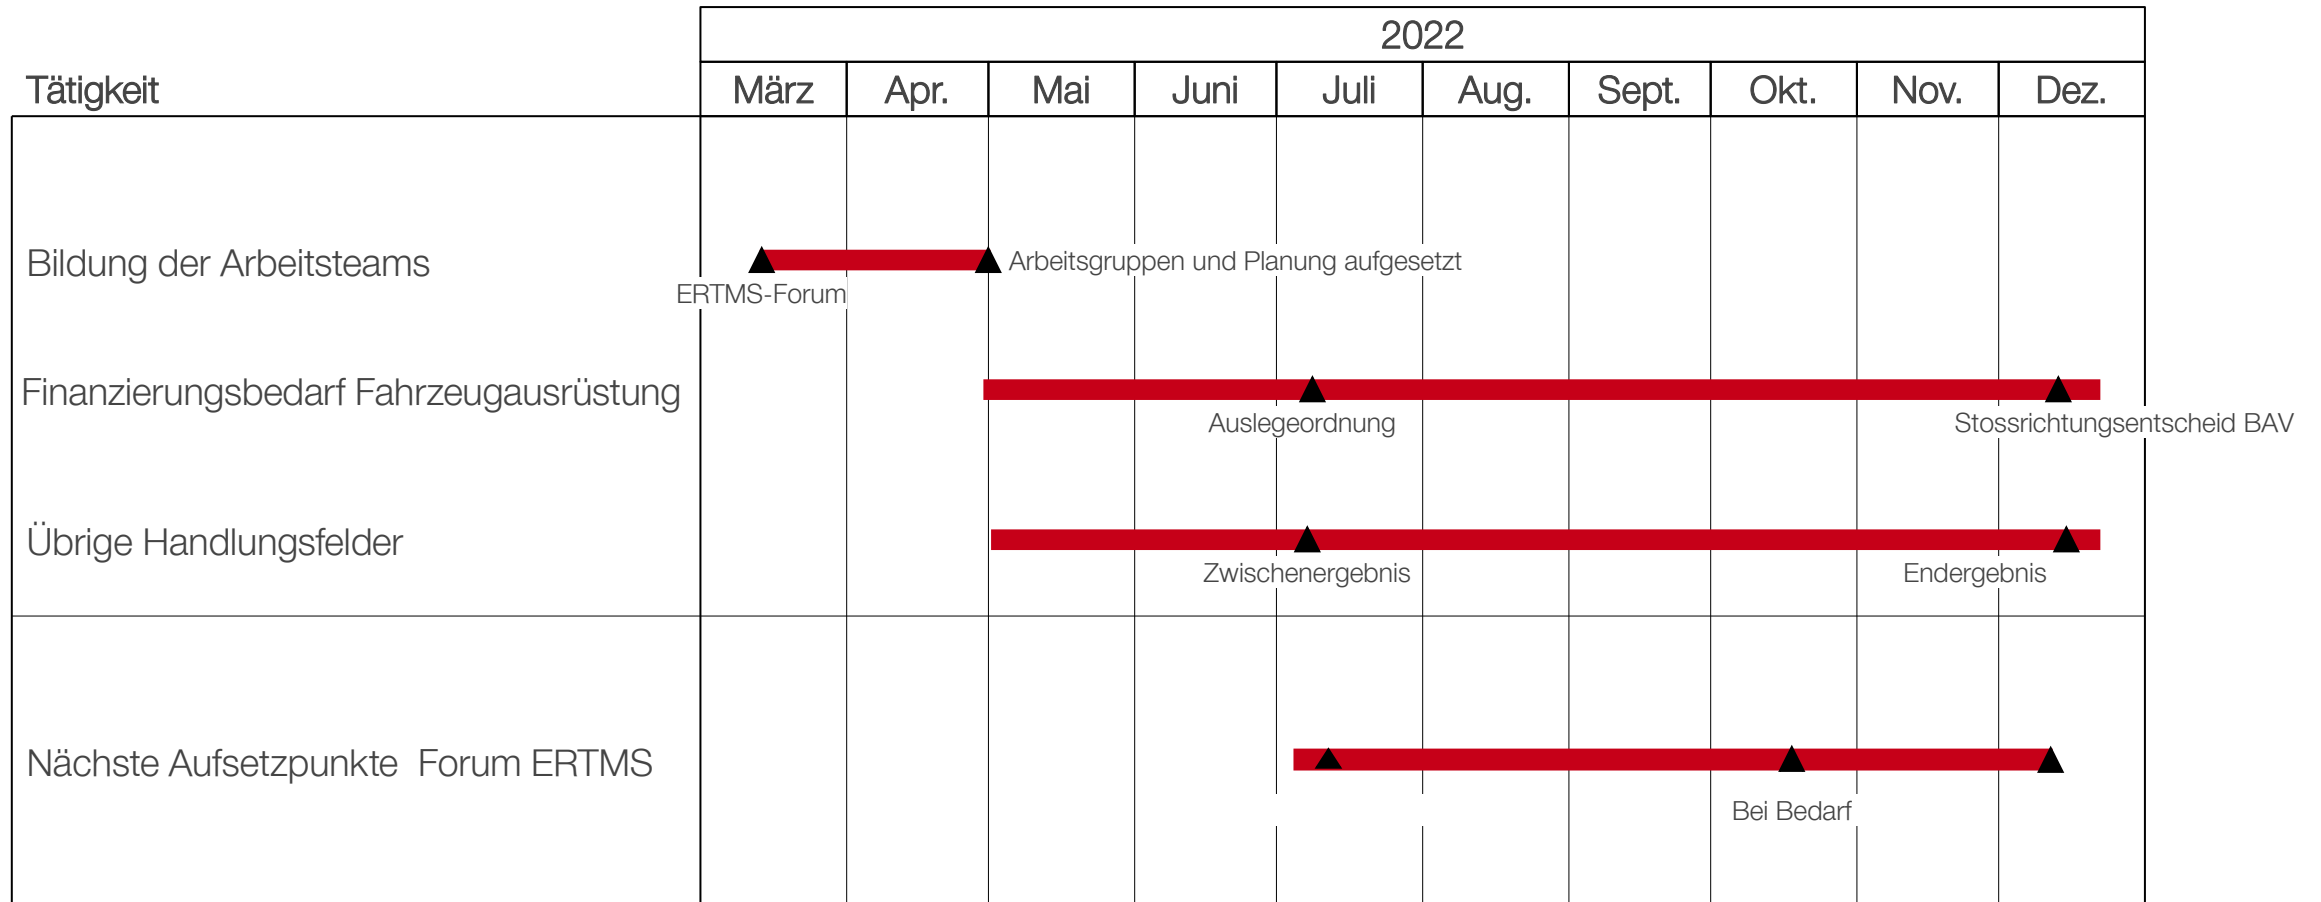 2022
Tätigkeit März Apr. Mai Juni Juli Aug. Sept. Okt. Nov. Dez.
Bildung der Arbeitsteams
Arbeitsgruppen und Planung aufgesetzt
ERTMS-Forum
Finanzierungsbedarf Fahrzeugausrüstung
Auslegeordnung
Stossrichtungsentscheid BAV
Übrige Handlungsfelder
Zwischenergebnis
Endergebnis
Nächste Aufsetzpunkte Forum ERTMS
Bei Bedarf